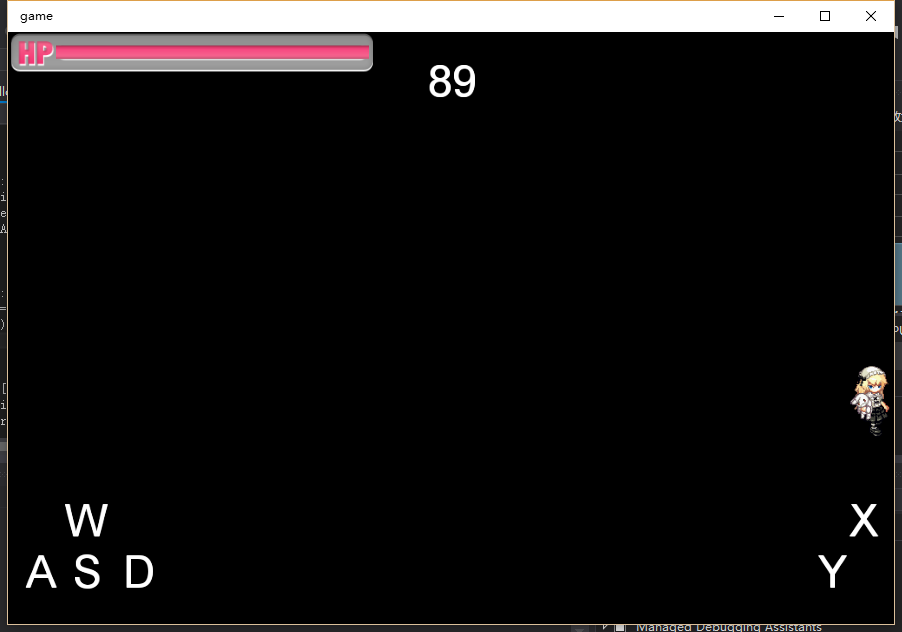 game
HP
89
W
A S D
X
Y
Managed Debugging Assistants